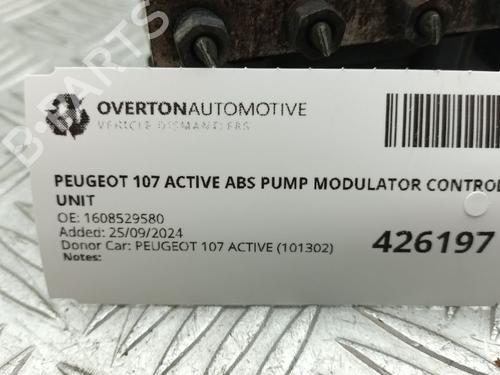 B-PARTS
OVERTONAUTOMOTIVE
VEHICLE DISMANTLERS
PEUGEOT 107 ACTIVE ABS PUMP MODULATOR CONTROL
UNIT
OE: 1608529580
Added: 25/09/2024
Donor Car: PEUGEOT 107 ACTIVE (101302)
Notes:
426197